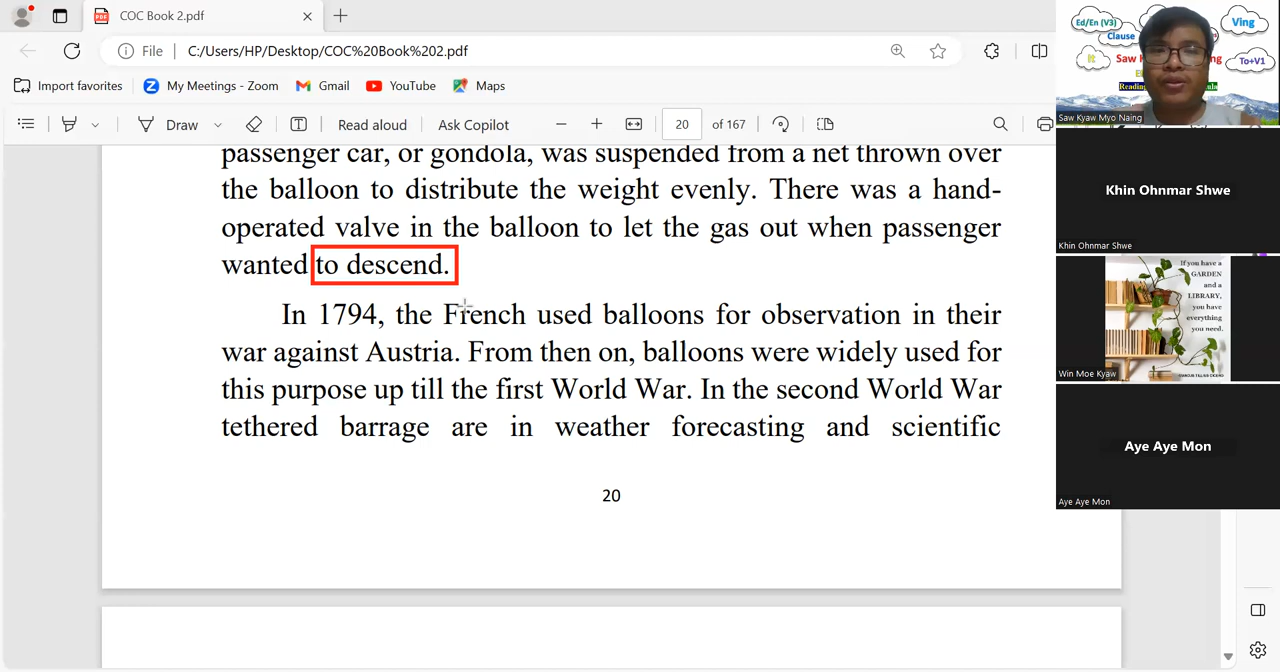 COC Book 2.pdf
File
C:/Users/HP/Desktop/COC%20Book%202.pdf
Import favorites
My Meetings - Zoom
Gmail
YouTube
Maps
Draw
Read aloud
Ask Copilot
20
of 167
passenger car, or gondola, was suspended from a net thrown over
the balloon to distribute the weight evenly. There was a hand-
operated valve in the balloon to let the gas out when passenger
wanted to descend.
In 1794, the French used balloons for observation in their
war against Austria. From then on, balloons were widely used for
this purpose up till the first World War. In the second World War
tethered barrage are in weather forecasting and scientific
20
Ed/En (V3)
Clause
Ving
It
To+V1
Saw Kyaw Myo Naing
Khin Ohnmar Shwe
Khin Ohnmar Shwe
If you have a
GARDEN
and a
LIBRARY,
you have
everything
you need.
Win Moe Kyaw
Aye Aye Mon
Aye Aye Mon